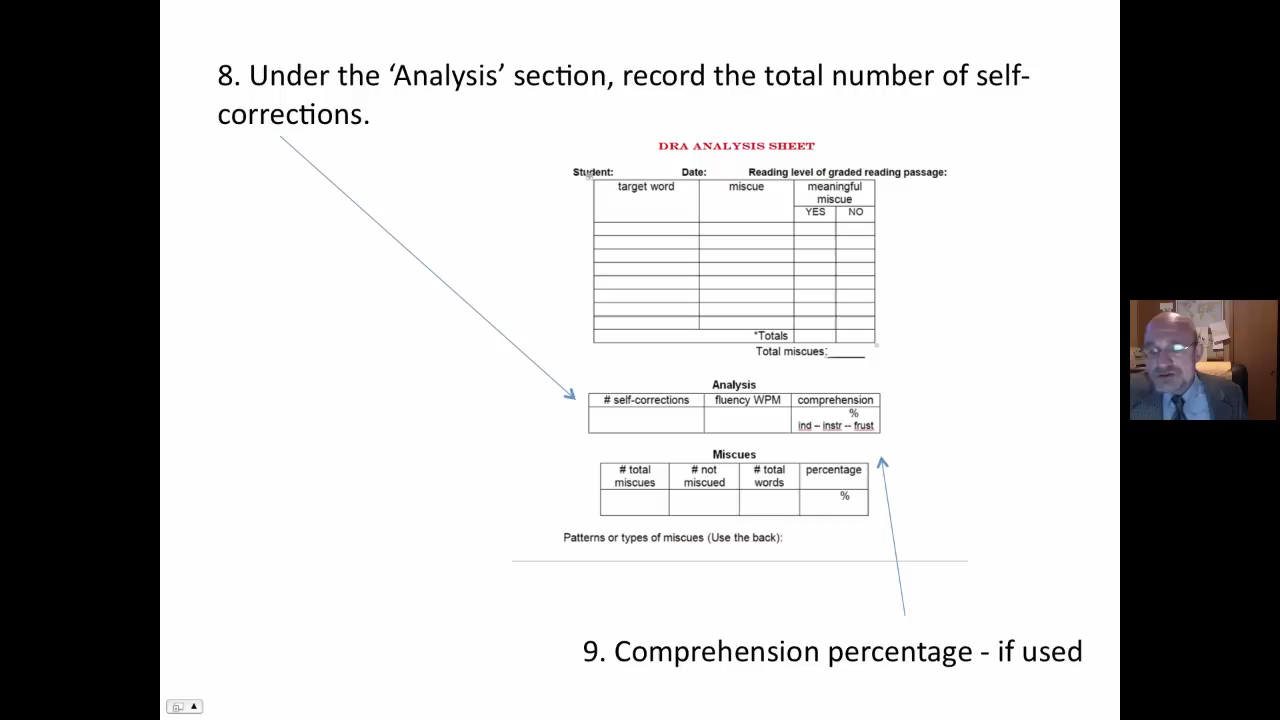 8. Under the ‘Analysis’ section, record the total number of self-
corrections.
DRA ANALYSIS SHEET
Student: Date: Reading level of graded reading passage:
target word miscue meaningful
miscue
YES NO
*Totals
Total miscues:______
Analysis
# self-corrections fluency WPM comprehension
%
ind – instr -- frust
Miscues
# total # not # total percentage
miscues miscued words
%
Patterns or types of miscues (Use the back):
9. Comprehension percentage - if used